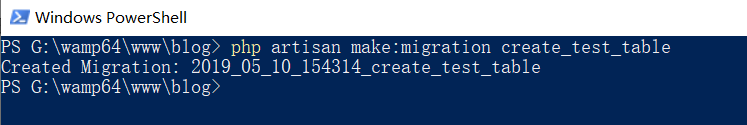 Windows PowerShell
PS G:\wamp64\www\blog> php artisan make:migration create_test_table
Created Migration: 2019_05_10_154314_create_test_table
PS G:\wamp64\www\blog>